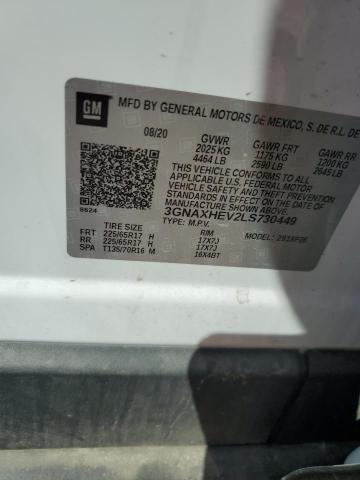 GM
MFD BY GENERAL MOTORS DE MEXICO, S. DE R.L. DE
08/20 GVWR GAWR FRT GAWR RR
2025 KG 1175 KG 1200 KG
4464 LB 2590 LB 2645 LB
THIS VEHICLE CONFORMS TO ALL
APPLICABLE U.S. FEDERAL MOTOR
VEHICLE SAFETY, BUMPER, AND THEFT
PREVENTION STANDARDS IN EFFECT ON
THE DATE OF MANUFACTURE SHOWN ABOVE.
3GNAXHEV2LS730449
TYPE: M.P.V. MODEL:
TIRE SIZE RIM
FRT 225/65R17 H 17X7J
RR 225/65R17 H 17X7J
SPA T135/70R16 M 16X4BT